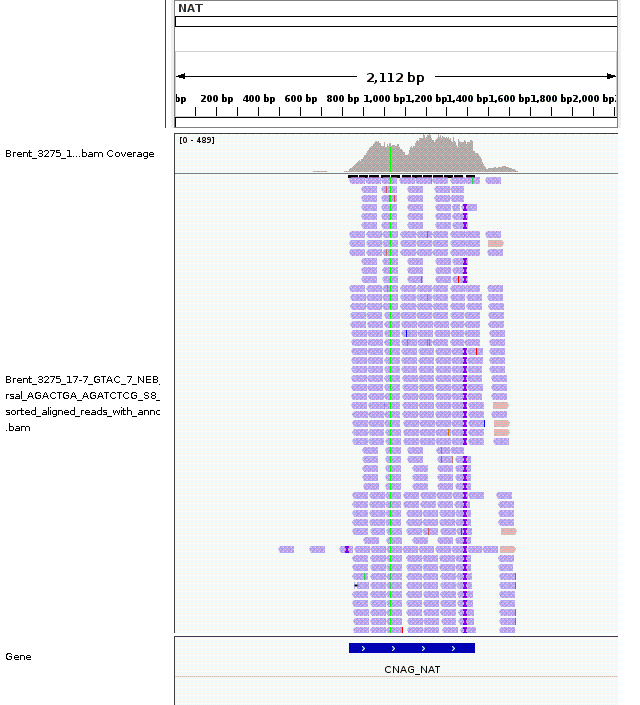 NAT
2,112 bp
bp 200 bp 400 bp 600 bp 800 bp 1,000 bp 1,200 bp 1,400 bp 1,600 bp 1,800 bp 2,000 bp
[0 - 489]
Brent_3275_1...bam Coverage
Brent_3275_17-7_GTAC_7_NEB_
rsal_AGACTGA_AGATCTCG_S8_
sorted_aligned_reads_with_annc
.bam
Gene
CNAG_NAT